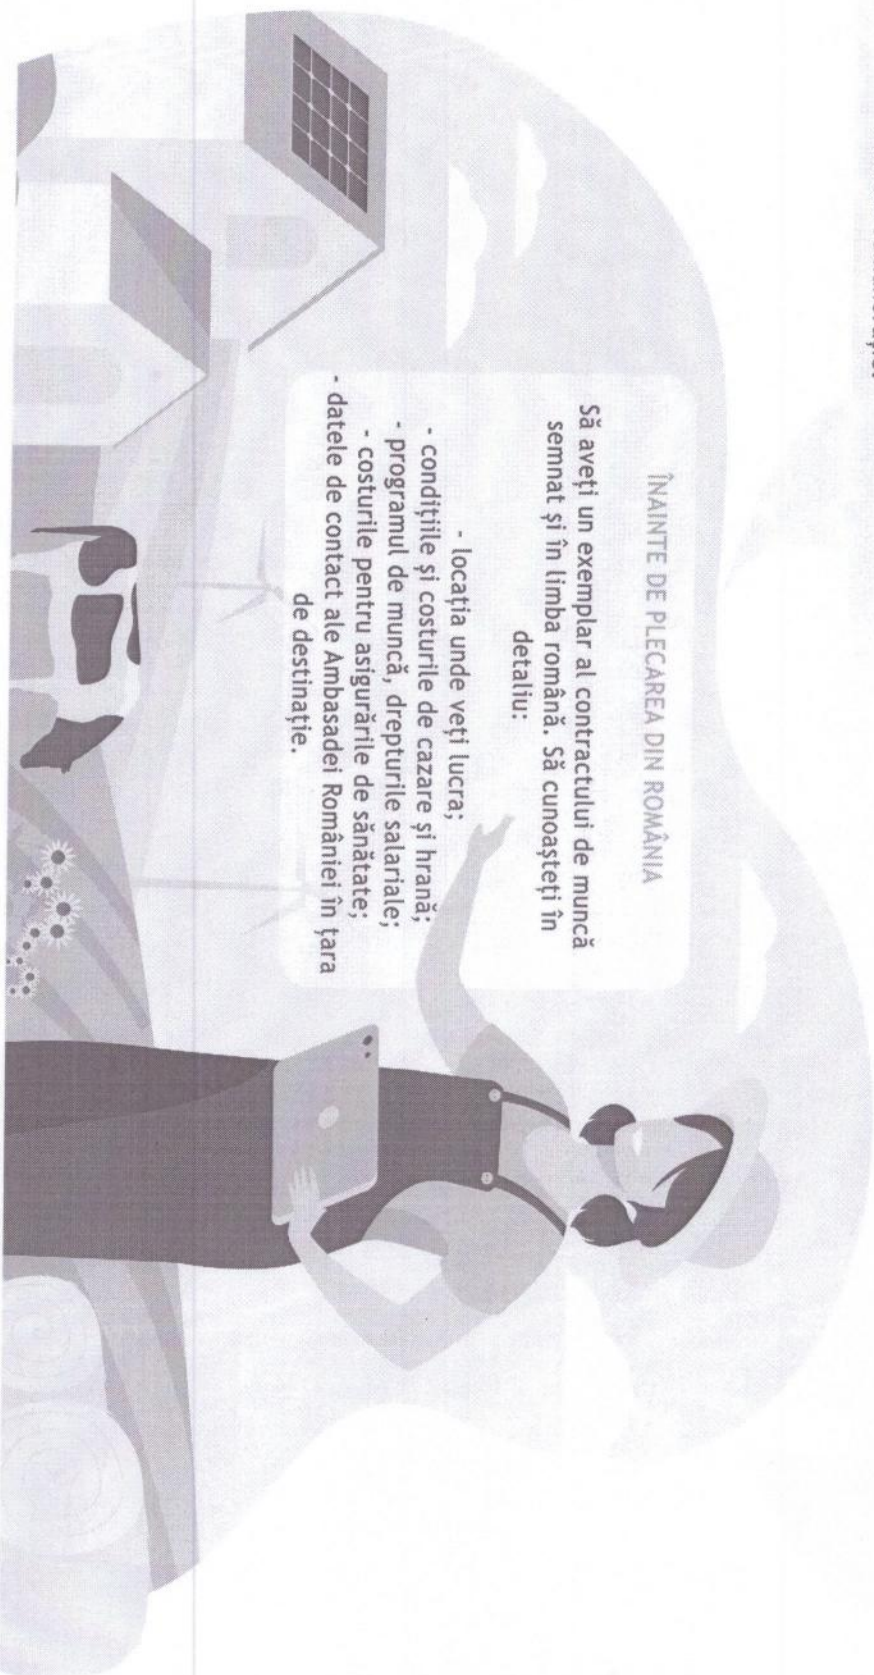 ÎNAINTE DE PLECAREA DIN ROMÂNIA
Să aveți un exemplar al contractului de muncă
semnat și în limba română. Să cunoașteți în
detaliu:
- locația unde veți lucra;
- condițiile și costurile de cazare și hrană;
- programul de muncă, drepturile salariale;
- costurile pentru asigurările de sănătate;
- datele de contact ale Ambasadei României în țara
de destinație.